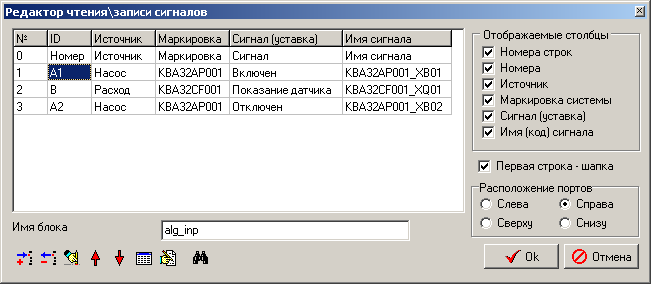 Редактор чтения\записи сигналов
№ ID Источник Маркировка Сигнал (уставка) Имя сигнала
0 Номер Источник Маркировка Сигнал Имя сигнала
1 A1 Насос KBA32AP001 Включен KBA32AP001_XB01
2 B Расход KBA32CF001 Показание датчика KBA32CF001_XQ01
3 A2 Насос KBA32AP001 Отключен KBA32AP001_XB02
Отображаемые столбцы
Номера строк
Номера
Источник
Маркировка системы
Сигнал (уставка)
Имя (код) сигнала
Первая строка - шапка
Расположение портов
Слева Справа
Сверху Снизу
Имя блока alg_inp
Ok Отмена